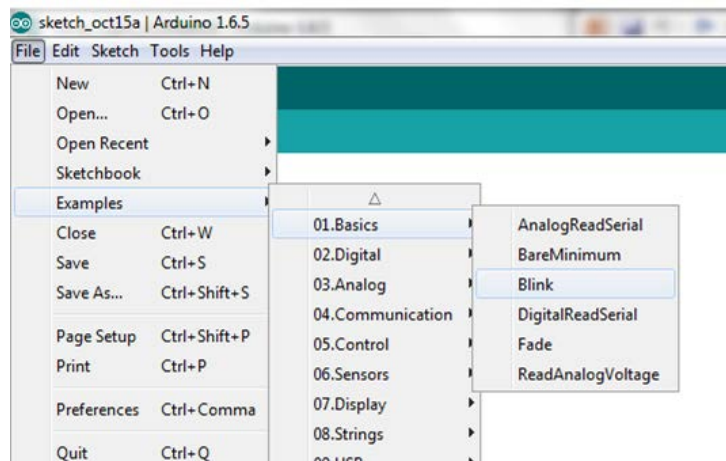 sketch_oct15a | Arduino 1.6.5
File Edit Sketch Tools Help
New Ctrl+N
Open... Ctrl+O
Open Recent
Sketchbook
Examples
Close Ctrl+W
Save Ctrl+S
Save As... Ctrl+Shift+S
Page Setup Ctrl+Shift+P
Print Ctrl+P
Preferences Ctrl+Comma
Quit Ctrl+Q
01.Basics
02.Digital
03.Analog
04.Communication
05.Control
06.Sensors
07.Display
08.Strings
AnalogReadSerial
BareMinimum
Blink
DigitalReadSerial
Fade
ReadAnalogVoltage